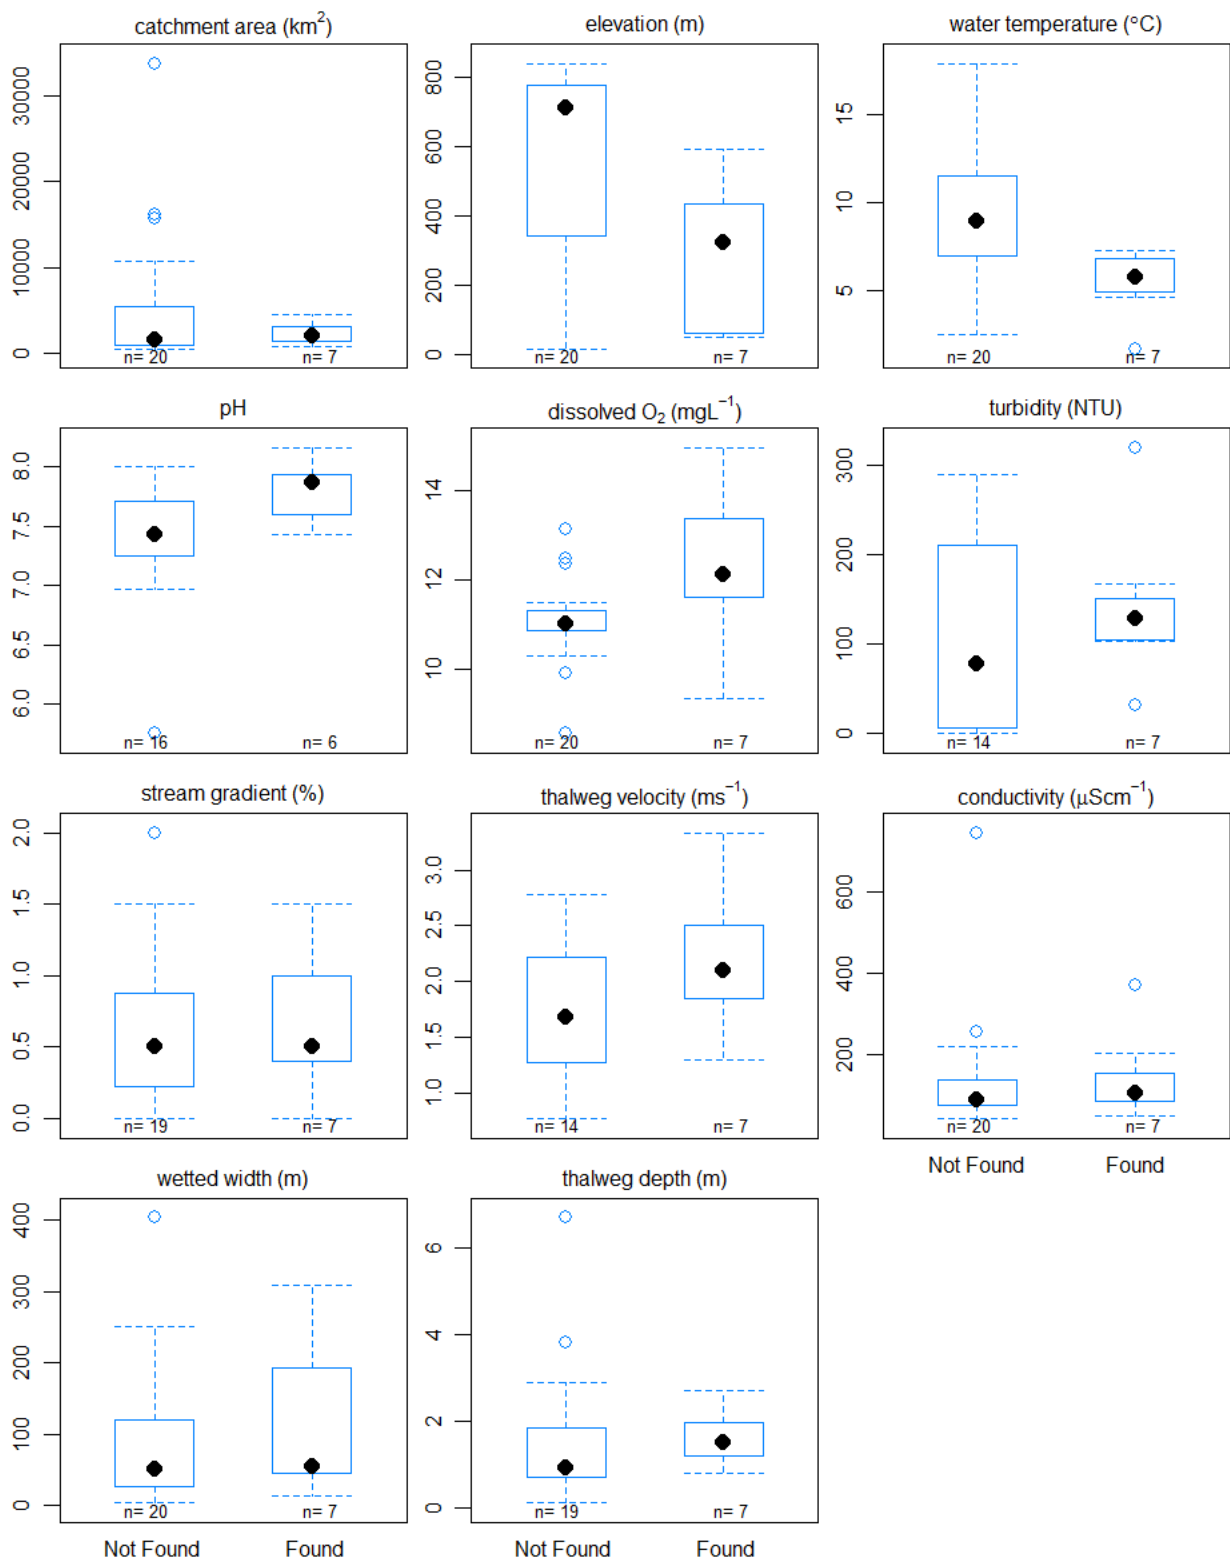 catchment area (km²)
0 10000 20000 30000
n= 20 n= 7
elevation (m)
0 200 400 600 800
n= 20 n= 7
water temperature (°C)
5 10 15
n= 20 n= 7
pH
6.0 6.5 7.0 7.5 8.0
n= 16 n= 6
dissolved O₂ (mgL⁻¹)
10 12 14
n= 20 n= 7
turbidity (NTU)
0 100 200 300
n= 14 n= 7
stream gradient (%)
0.0 0.5 1.0 1.5 2.0
n= 19 n= 7
thalweg velocity (ms⁻¹)
1.0 1.5 2.0 2.5 3.0
n= 14 n= 7
conductivity (μScm⁻¹)
200 400 600
n= 20 n= 7
Not Found Found
wetted width (m)
0 100 200 300 400
n= 20 n= 7
Not Found Found
thalweg depth (m)
0 2 4 6
n= 19 n= 7
Not Found Found